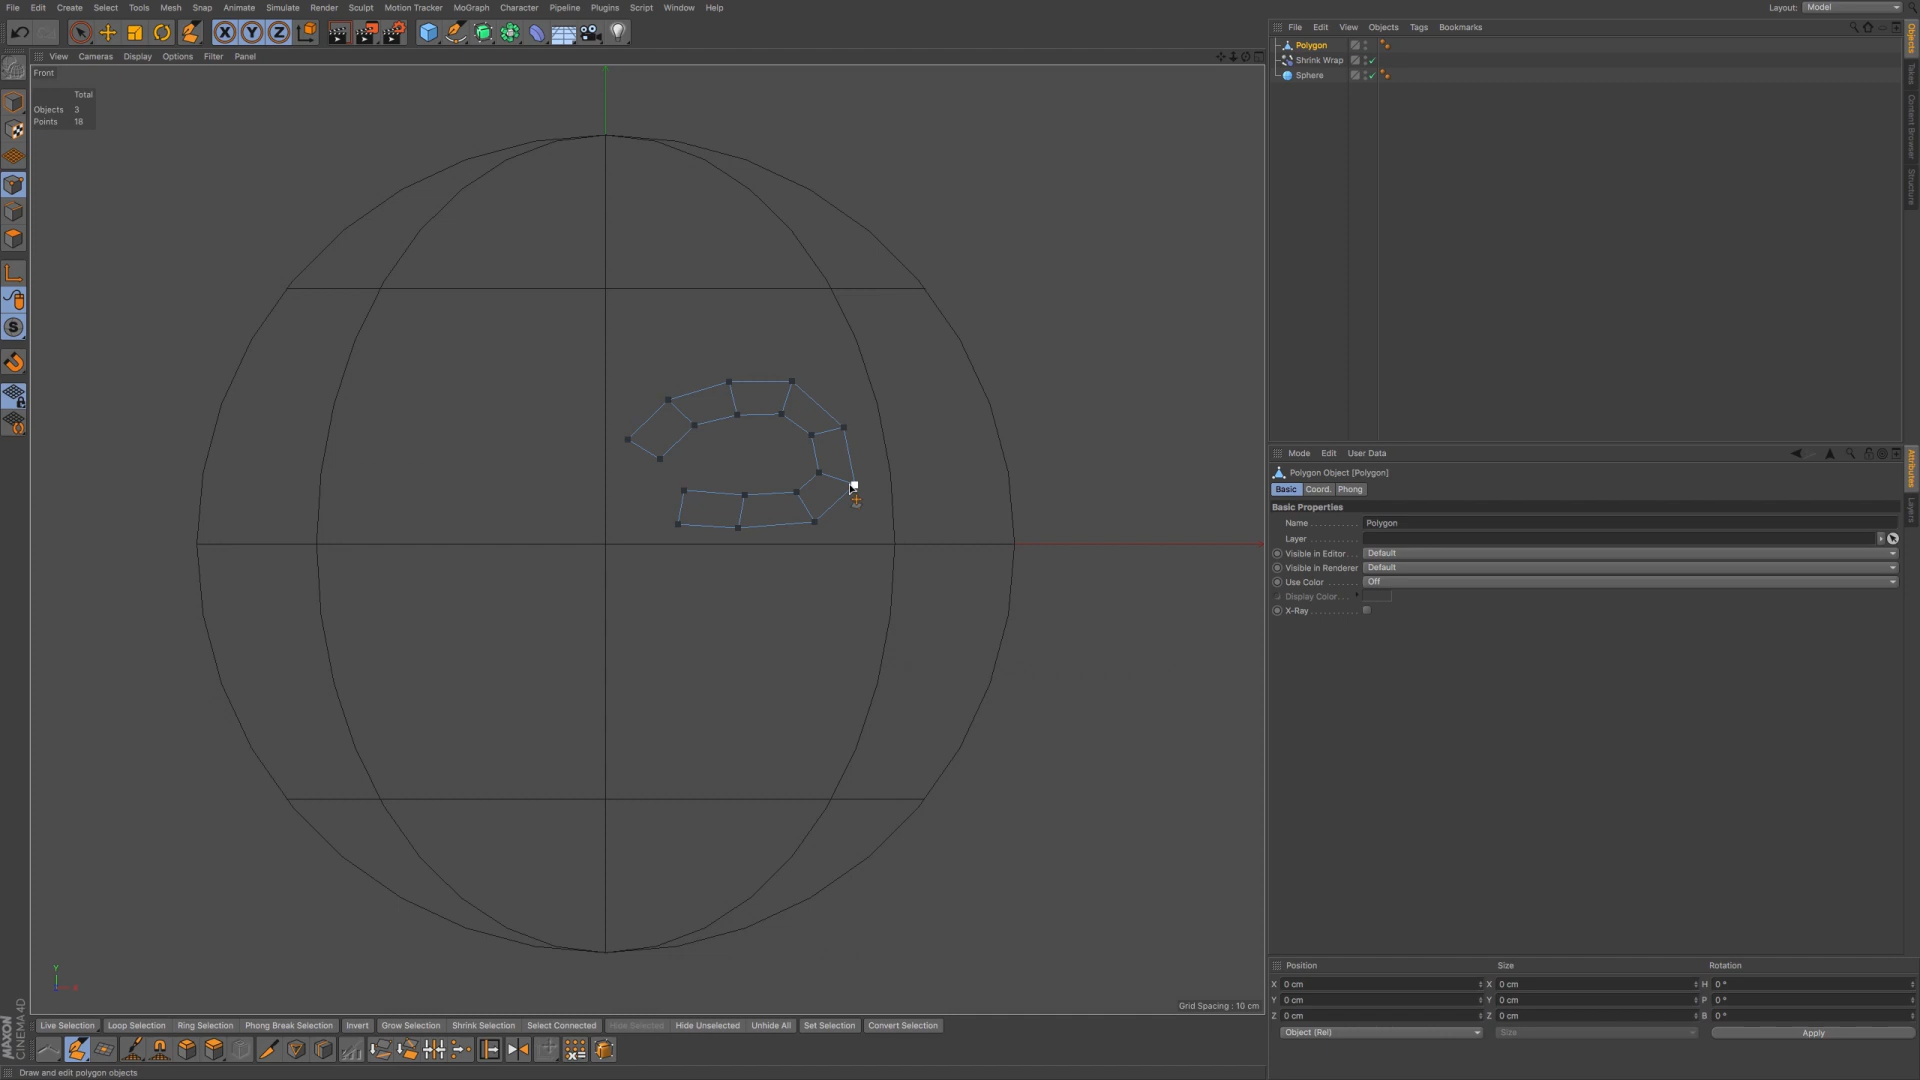 File Edit Create Select Tools Mesh Snap Animate Simulate Render Sculpt Motion Tracker MoGraph Character Pipeline Plugins Script Window Help Layout: Model
View Cameras Display Options Filter Panel
File Edit View Objects Tags Bookmarks
Polygon
Shrink Wrap
Sphere
Front
Total
Objects 3
Points 18
Objects
Takes
Content Browser
Structure
Mode Edit User Data
Polygon Object [Polygon]
Basic Coord. Phong
Basic Properties
Name Polygon
Layer
Visible in Editor Default
Visible in Renderer Default
Use Color Off
Display Color
X-Ray
Attributes
Layers
Position Size Rotation
X 0 cm X 0 cm H 0 °
Y 0 cm Y 0 cm P 0 °
Z 0 cm Z 0 cm B 0 °
Object (Rel) Size Apply
Y
Grid Spacing : 10 cm
Live Selection Loop Selection Ring Selection Phong Break Selection Invert Grow Selection Shrink Selection Select Connected Hide Selected Hide Unselected Unhide All Set Selection Convert Selection
MAXON
CINEMA 4D
Draw and edit polygon objects